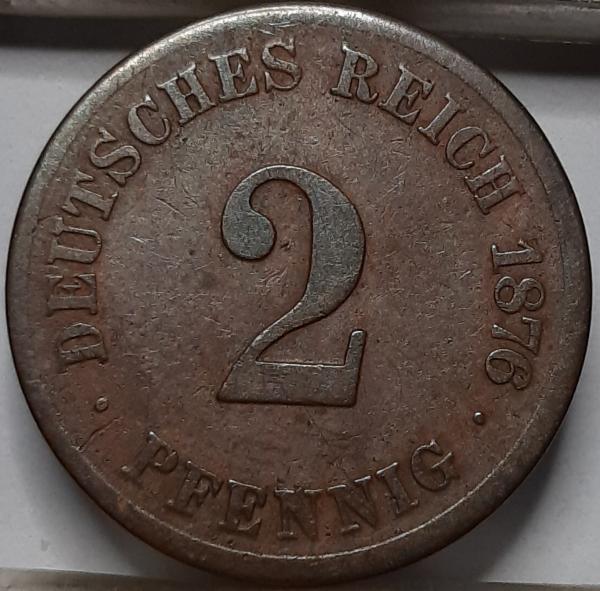 DEUTSCHES REICH 1876
2
PFENNIG